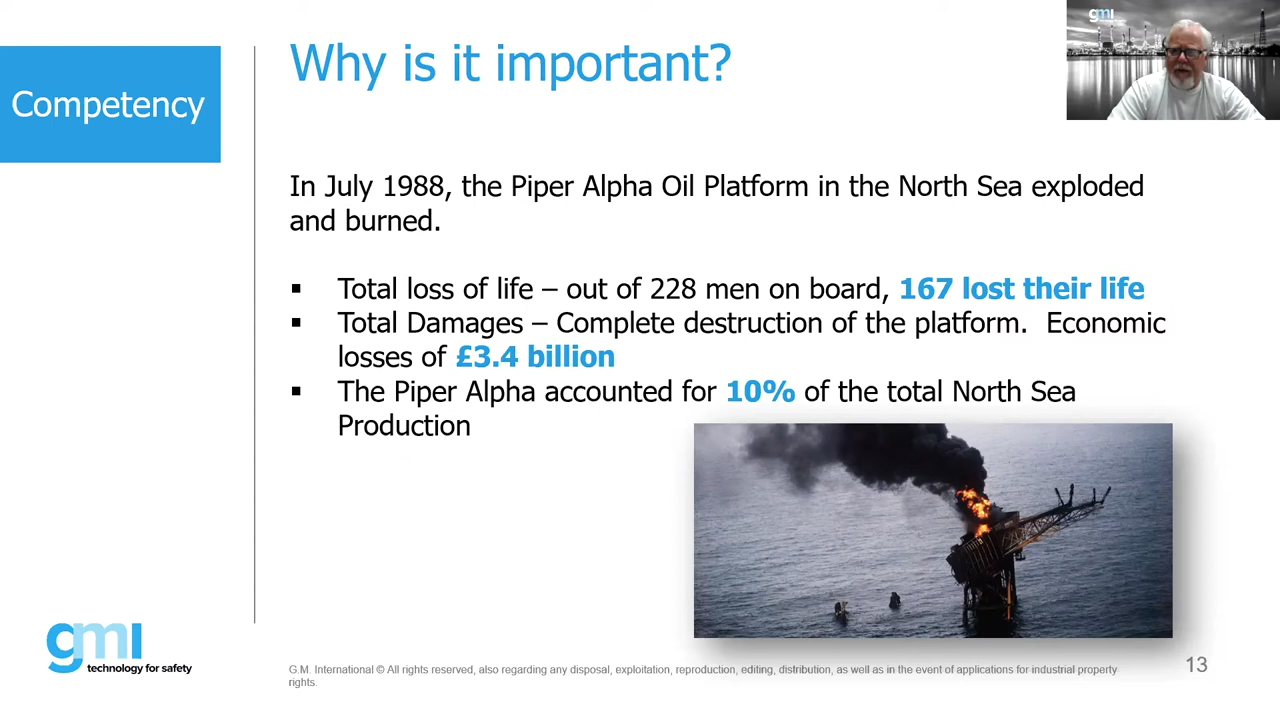 Competency
Why is it important?
gmi
In July 1988, the Piper Alpha Oil Platform in the North Sea exploded
and burned.
▪ Total loss of life – out of 228 men on board, 167 lost their life
▪ Total Damages – Complete destruction of the platform.  Economic
losses of £3.4 billion
▪ The Piper Alpha accounted for 10% of the total North Sea
Production
gmi
technology for safety
G.M. International © All rights reserved, also regarding any disposal, exploitation, reproduction, editing, distribution, as well as in the event of applications for industrial property
rights.
13